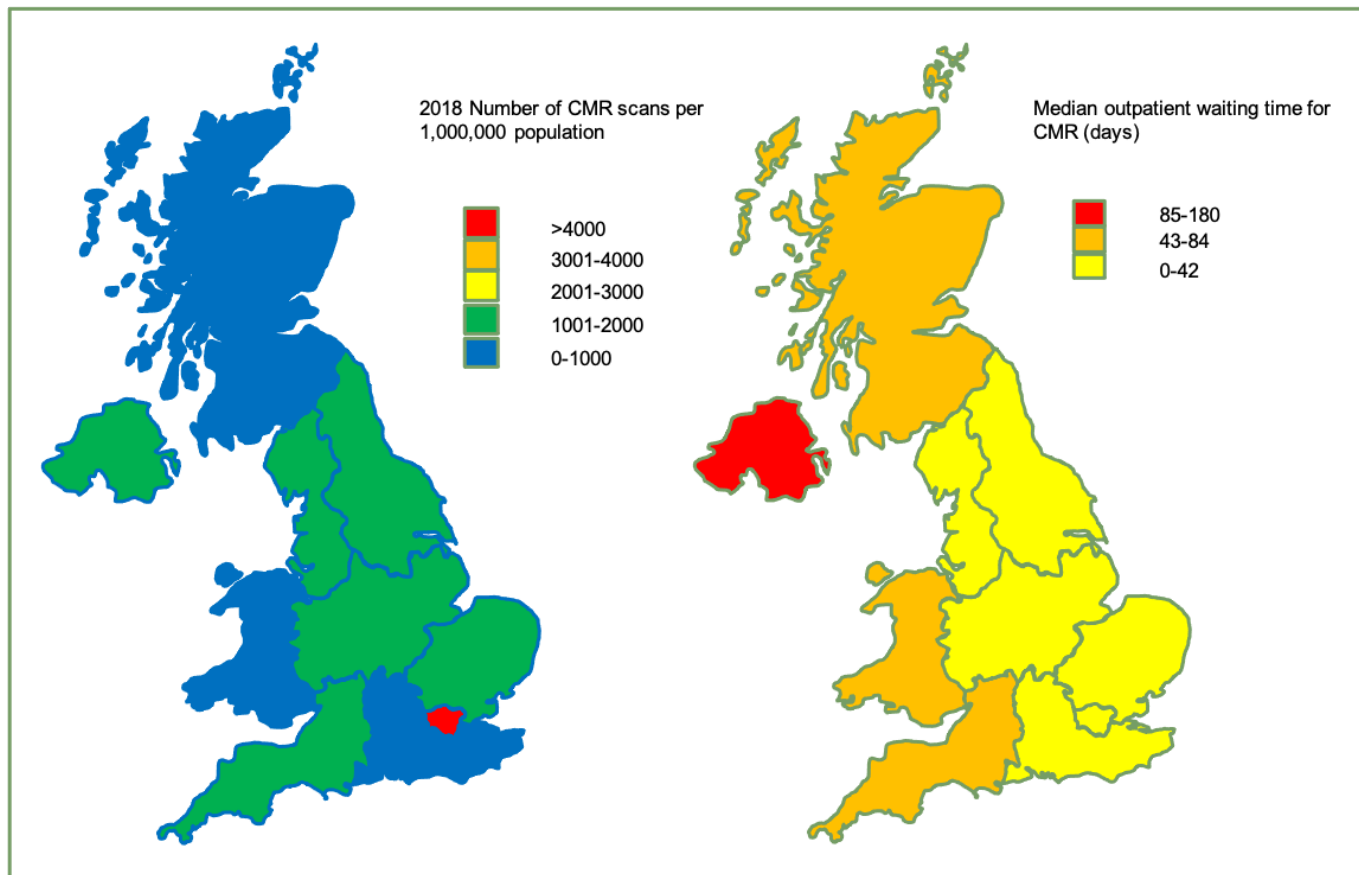 2018 Number of CMR scans per
1,000,000 population
>4000
3001-4000
2001-3000
1001-2000
0-1000
Median outpatient waiting time for
CMR (days)
85-180
43-84
0-42